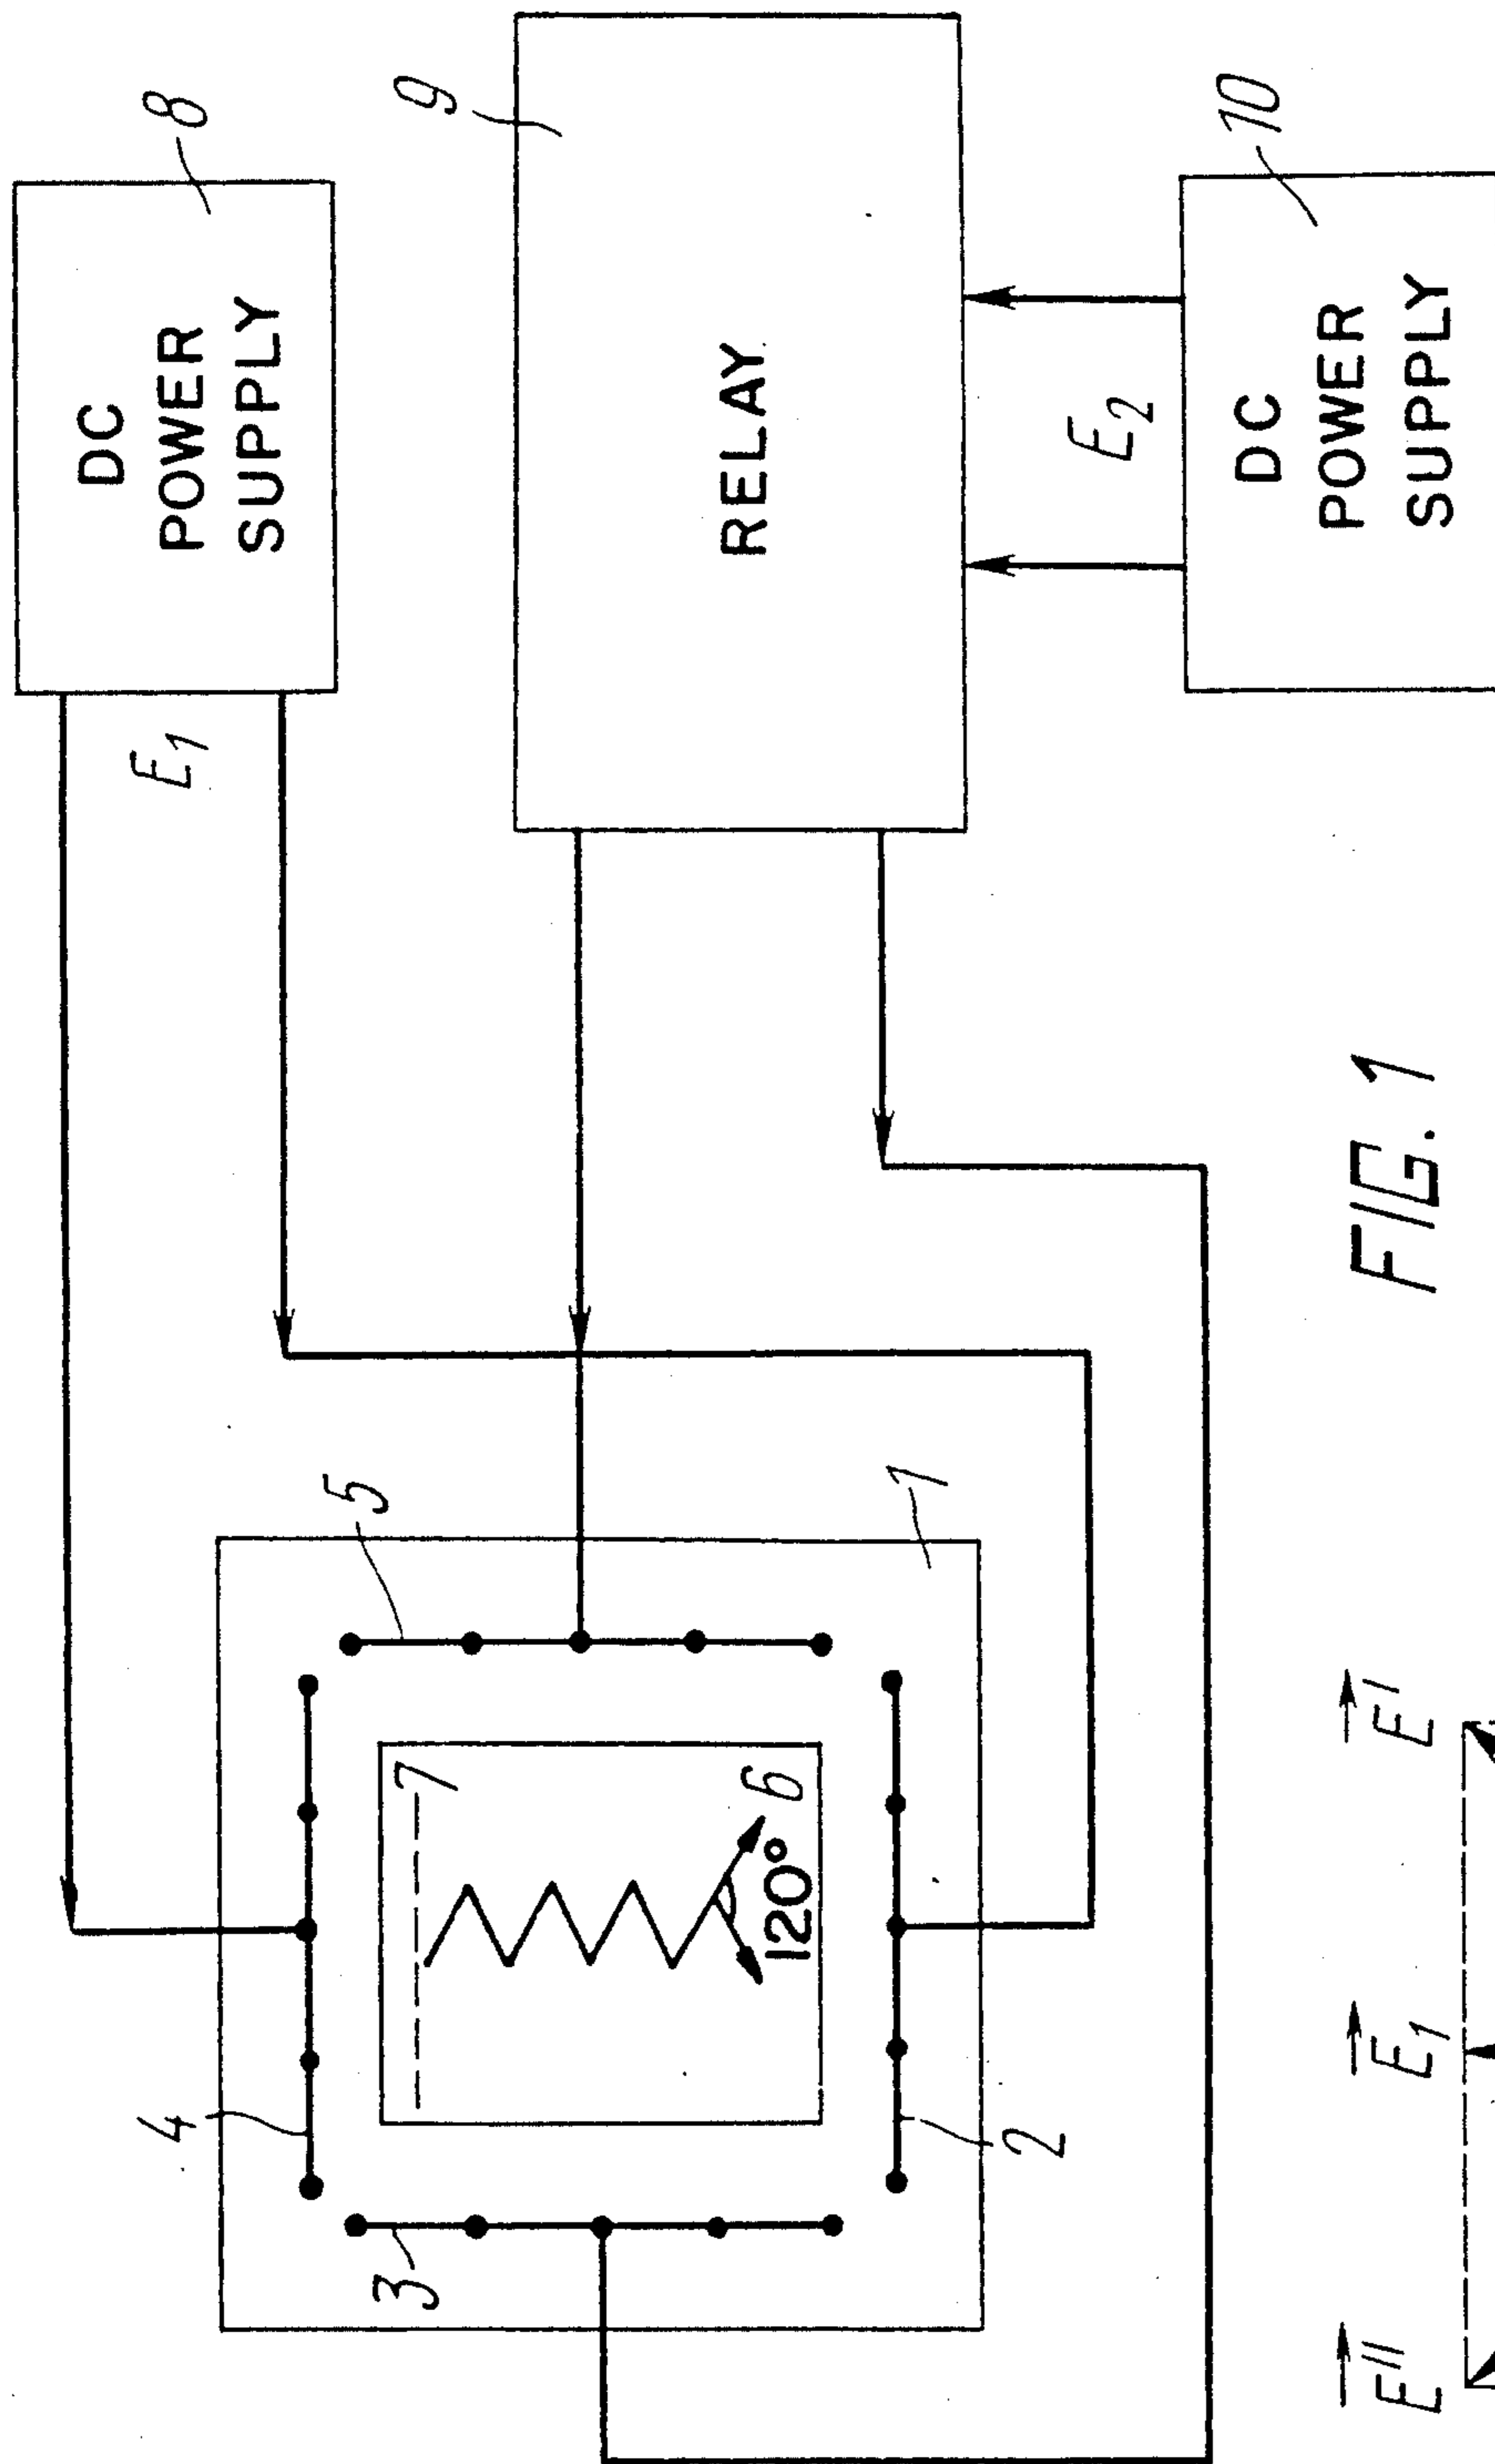 8
DC
POWER
SUPPLY
E1
9
RELAY
E2
10
DC
POWER
SUPPLY
5
1
4
7
6
120°
3
2
FIG. 1
E''
E1
E'